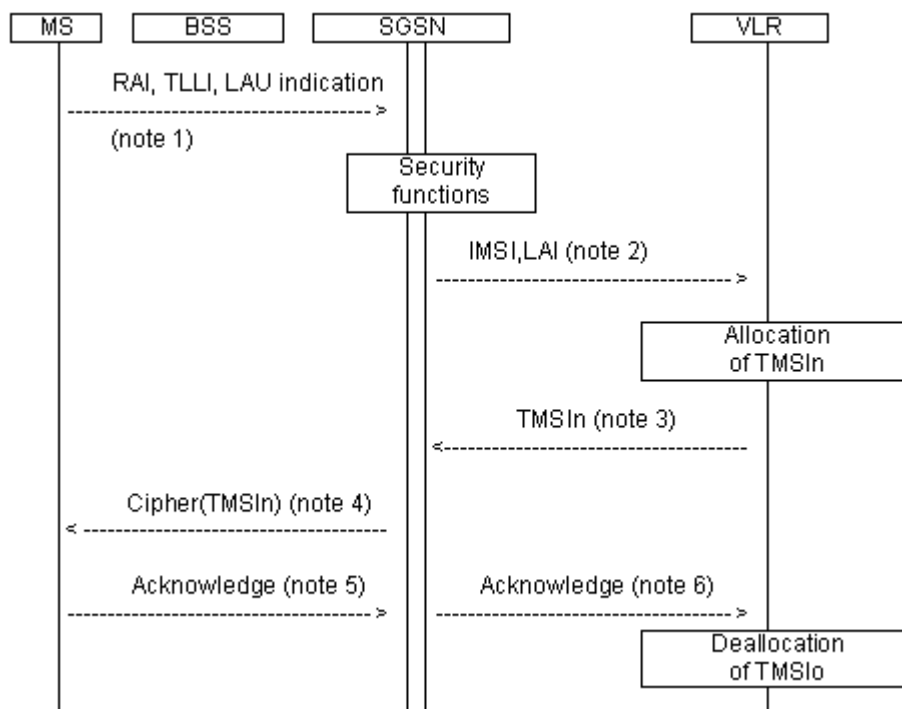 MS BSS SGSN VLR
RAI, TLLI, LAU indication
(note 1)
Security
functions
IMSI,LAI (note 2)
Allocation
of TMSIn
TMSIn (note 3)
Cipher(TMSIn) (note 4)
Acknowledge (note 5) Acknowledge (note 6)
Deallocation
of TMSIo